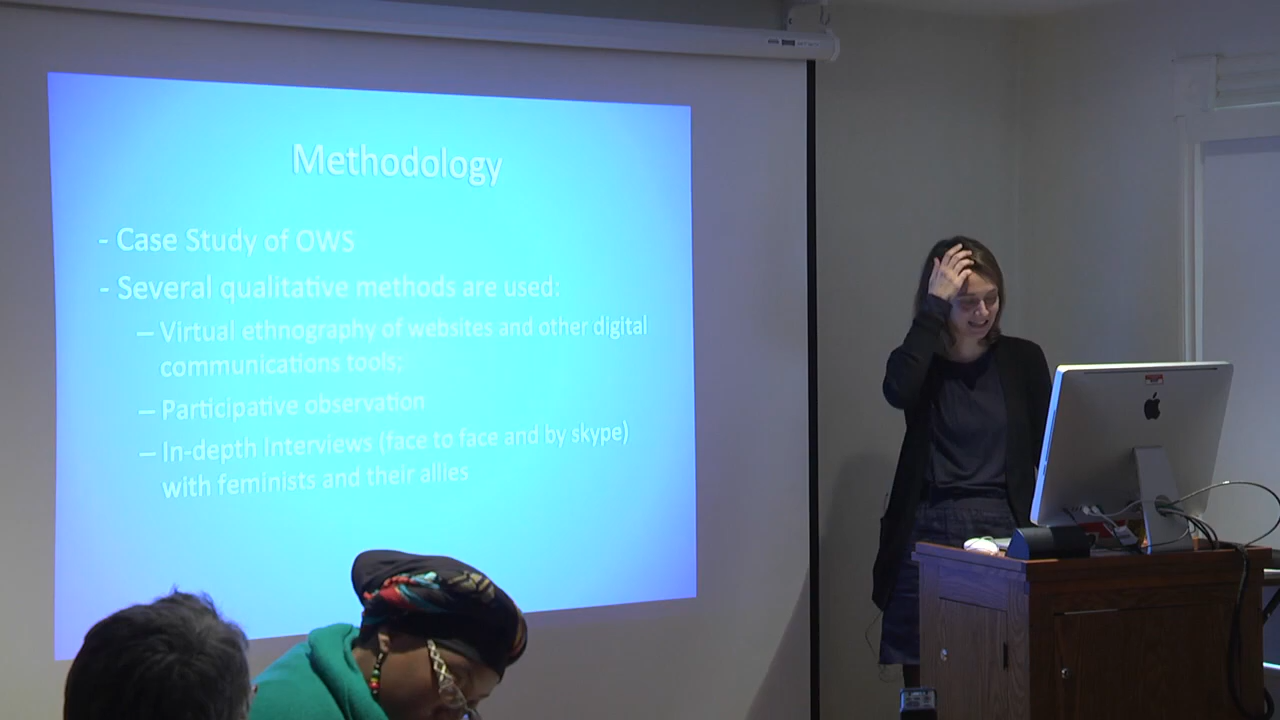 Methodology
- Case Study of OWS
- Several qualitative methods are used:
– Virtual ethnography of websites and other digital
communications tools;
– Participative observation
– In-depth Interviews (face to face and by skype)
with feminists and their allies